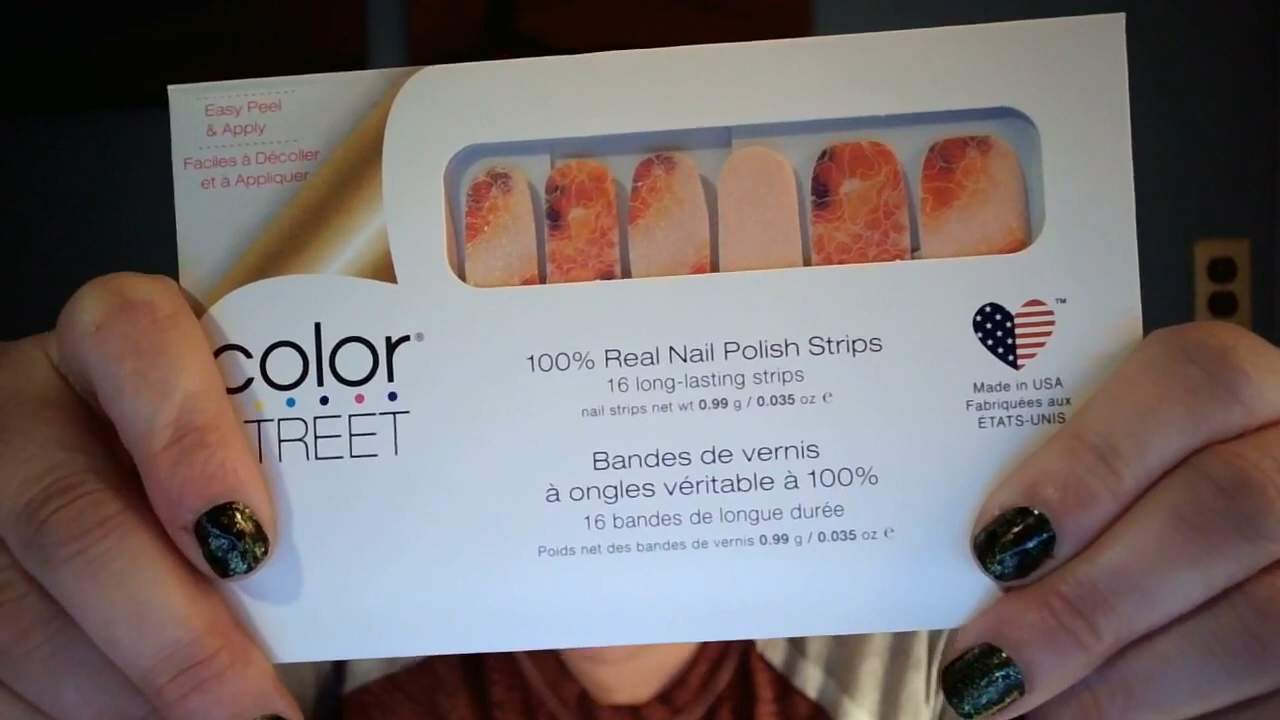 Easy Peel
& Apply
Faciles à Décoller
et à Appliquer
color®
TREET
100% Real Nail Polish Strips
16 long-lasting strips
nail strips net wt 0.99 g / 0.035 oz ℮
Bandes de vernis
à ongles véritable à 100%
16 bandes de longue durée
Poids net des bandes de vernis 0.99 g / 0.035 oz ℮
™
Made in USA
Fabriquées aux
ÉTATS-UNIS